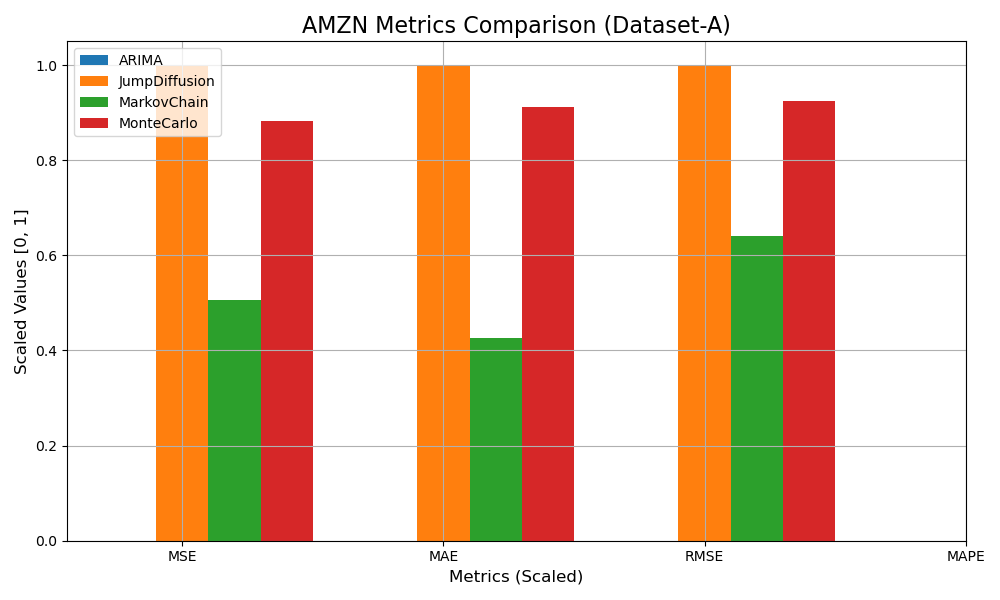 AMZN Metrics Comparison (Dataset-A)
ARIMA
JumpDiffusion
MarkovChain
MonteCarlo
1.0
0.8
0.6
0.4
0.2
0.0
Scaled Values [0, 1]
MSE MAE RMSE MAPE
Metrics (Scaled)